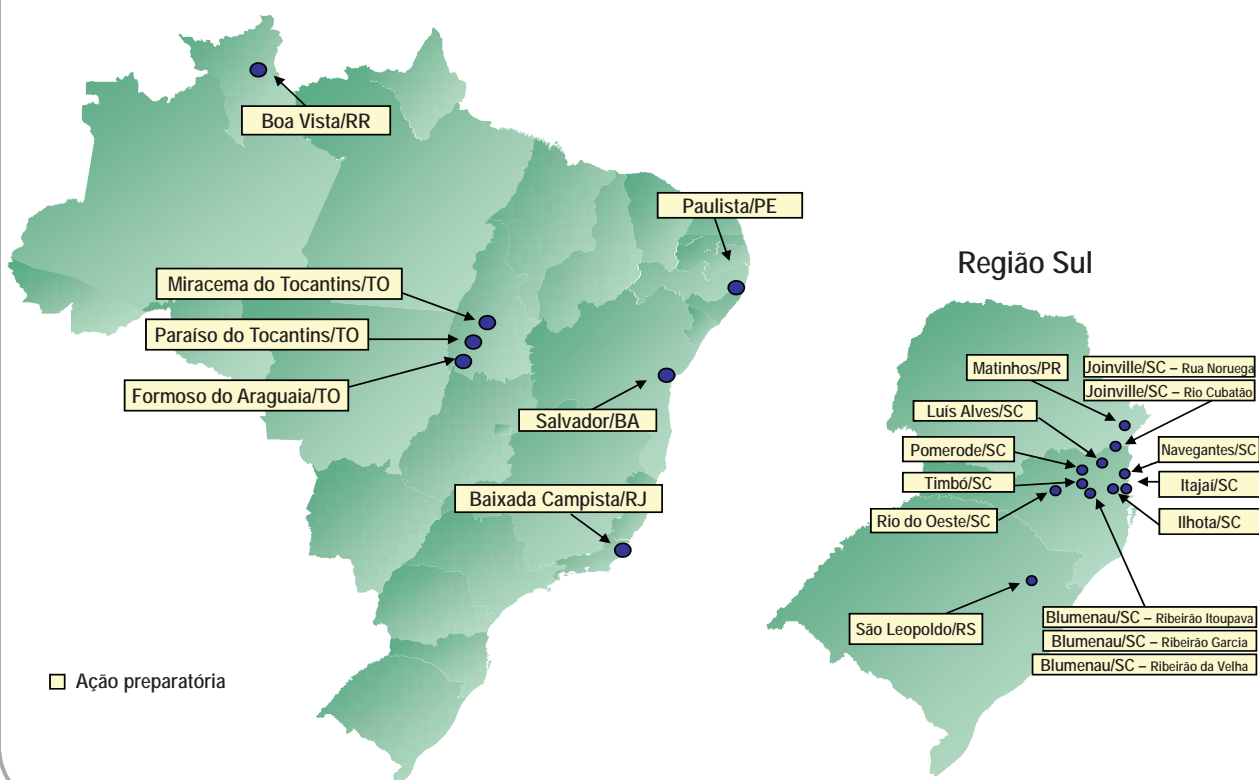 Boa Vista/RR
Paulista/PE
Miracema do Tocantins/TO
Paraíso do Tocantins/TO
Formoso do Araguaia/TO
Salvador/BA
Baixada Campista/RJ
Ação preparatória
Região Sul
Matinhos/PR
Joinville/SC – Rua Noruega
Joinville/SC – Rio Cubatão
Luís Alves/SC
Pomerode/SC
Navegantes/SC
Timbó/SC
Itajaí/SC
Rio do Oeste/SC
Ilhota/SC
São Leopoldo/RS
Blumenau/SC – Ribeirão Itoupava
Blumenau/SC – Ribeirão Garcia
Blumenau/SC – Ribeirão da Velha